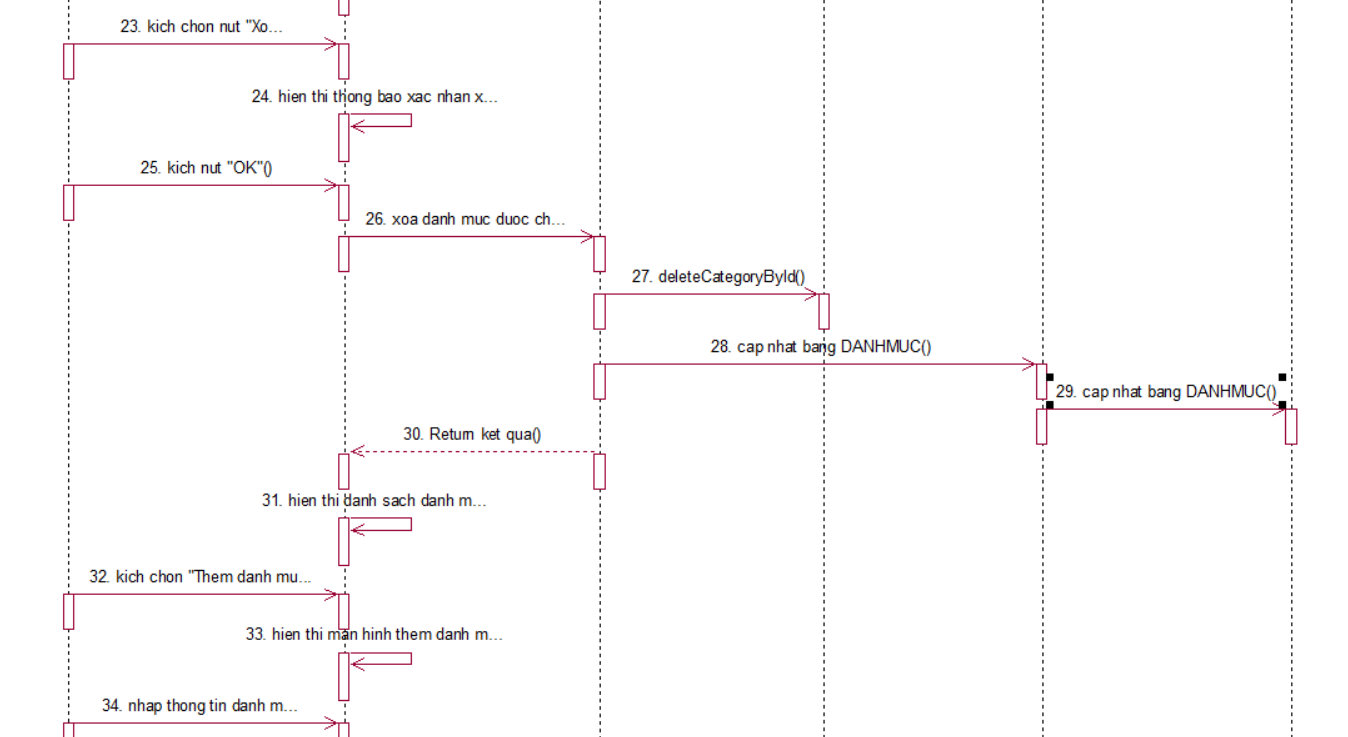 23. kich chon nut "Xo...
24. hien thi thong bao xac nhan x...
25. kich nut "OK"()
26. xoa danh muc duoc ch...
27. deleteCategoryById()
28. cap nhat bang DANHMUC()
29. cap nhat bang DANHMUC()
30. Return ket qua()
31. hien thi danh sach danh m...
32. kich chon "Them danh mu...
33. hien thi man hinh them danh m...
34. nhap thong tin danh m...